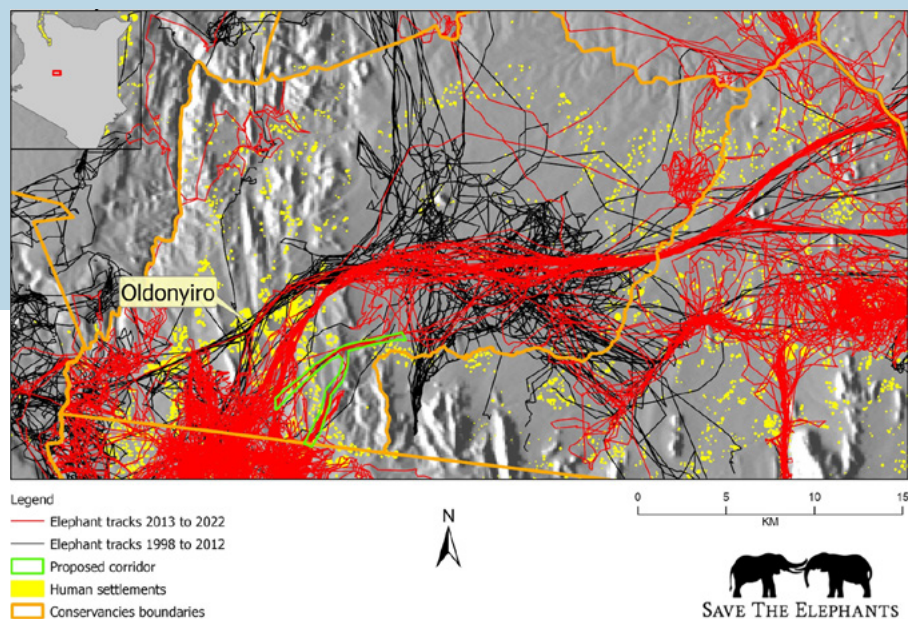 Oldonyiro
Legend
Elephant tracks 2013 to 2022
Elephant tracks 1998 to 2012
Proposed corridor
Human settlements
Conservancies boundaries
N
0 5 10 15
KM
SAVE THE ELEPHANTS